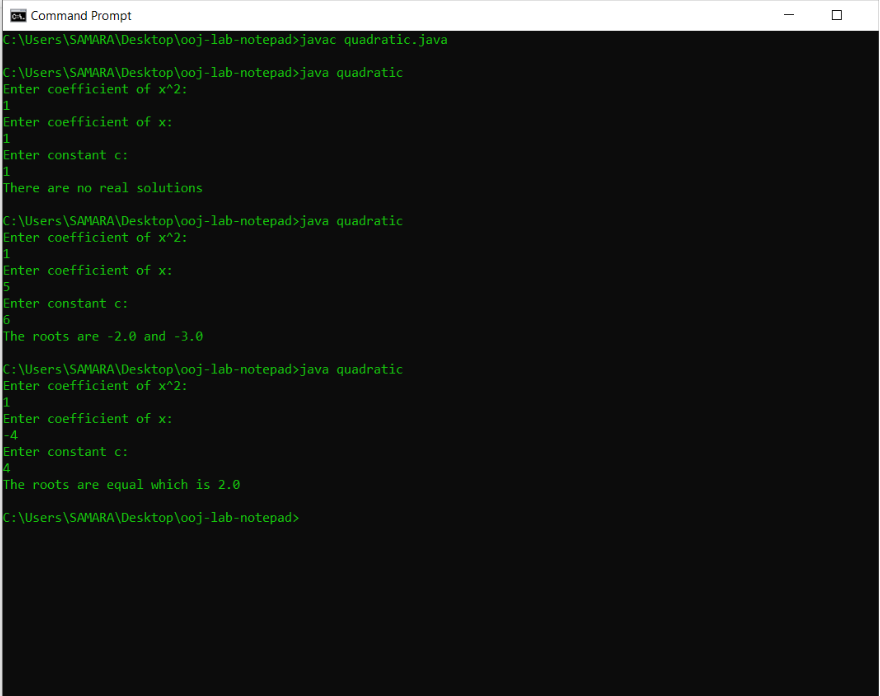 Command Prompt
C:\Users\SAMARA\Desktop\ooj-lab-notepad>javac quadratic.java
C:\Users\SAMARA\Desktop\ooj-lab-notepad>java quadratic
Enter coefficient of x^2:
1
Enter coefficient of x:
1
Enter constant c:
1
There are no real solutions
C:\Users\SAMARA\Desktop\ooj-lab-notepad>java quadratic
Enter coefficient of x^2:
1
Enter coefficient of x:
5
Enter constant c:
6
The roots are -2.0 and -3.0
C:\Users\SAMARA\Desktop\ooj-lab-notepad>java quadratic
Enter coefficient of x^2:
1
Enter coefficient of x:
-4
Enter constant c:
4
The roots are equal which is 2.0
C:\Users\SAMARA\Desktop\ooj-lab-notepad>